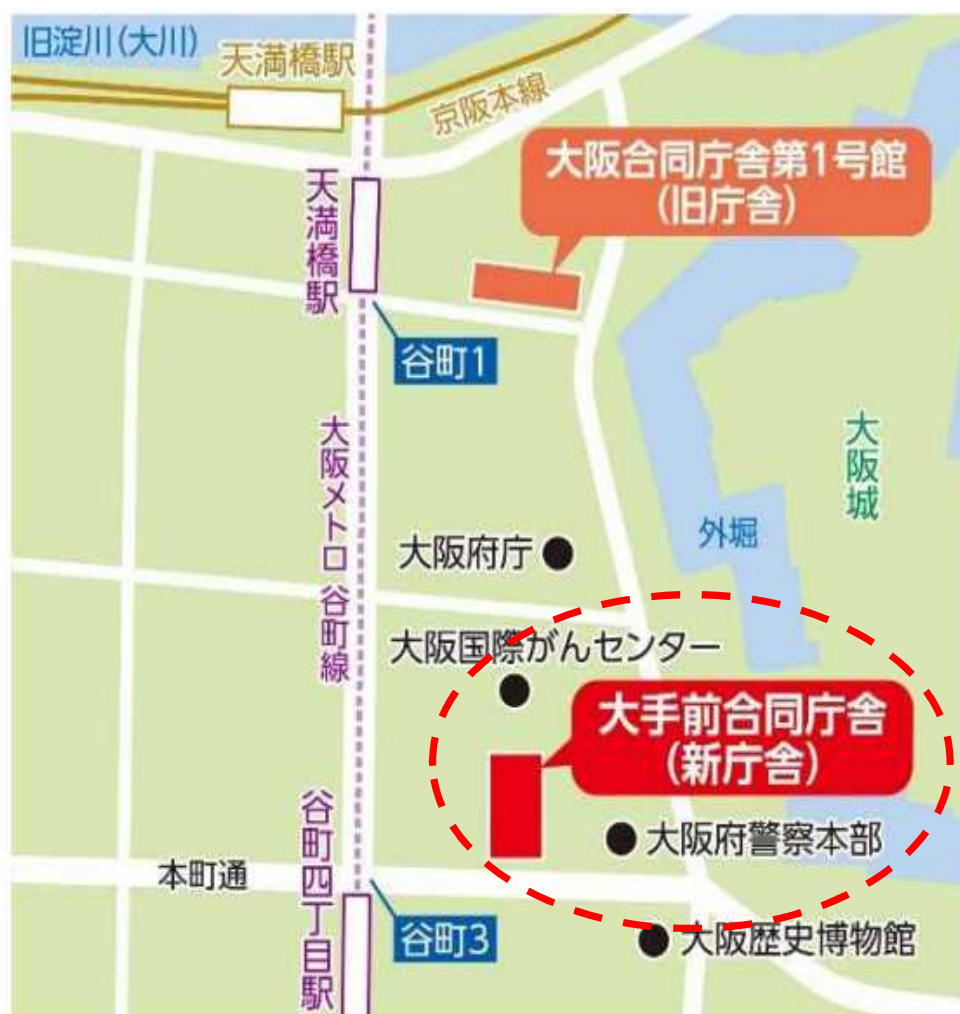 旧淀川(大川)
天満橋駅
京阪本線
大阪合同庁舎第1号館
(旧庁舎)
天満橋駅
谷町1
大阪メトロ 谷町線
大阪城
外堀
大阪府庁
大阪国際がんセンター
大手前合同庁舎
(新庁舎)
谷町四丁目駅
大阪府警察本部
本町通
谷町3
大阪歴史博物館